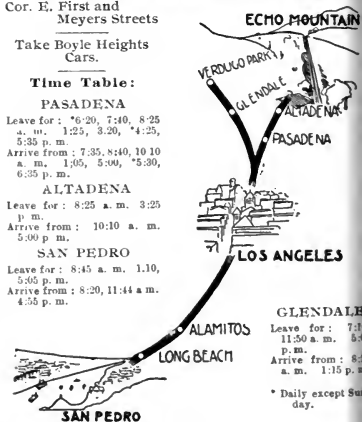 Cor. E. First and
Meyers Streets
Take Boyle Heights
Cars.
Time Table:
PASADENA
Leave for : *6:20, 7:40, 8:25
a. m. 1:25, 3.20, *4:25,
5:35 p. m.
Arrive from : 7:35, 8:40, 10 10
a. m. 1;05, 5:00, *5:30,
6:35 p. m.
ALTADENA
Leave for : 8:25 a. m. 3:25
p m.
Arrive from : 10:10 a. m.
5:00 p m.
SAN PEDRO
Leave for : 8:45 a. m. 1.10,
5:05 p. m.
Arrive from : 8:20, 11:44 a m.
4:55 p. m.
ECHO MOUNTAIN
VERDUGO PARK
GLENDALE
ALTADENA
PASADENA
LOS ANGELES
ALAMITOS
LONG BEACH
SAN PEDRO
GLENDALE
Leave for :
11:50 a. m.
p. m.
Arrive from :
a. m. 1:15 p.
* Daily except
day.